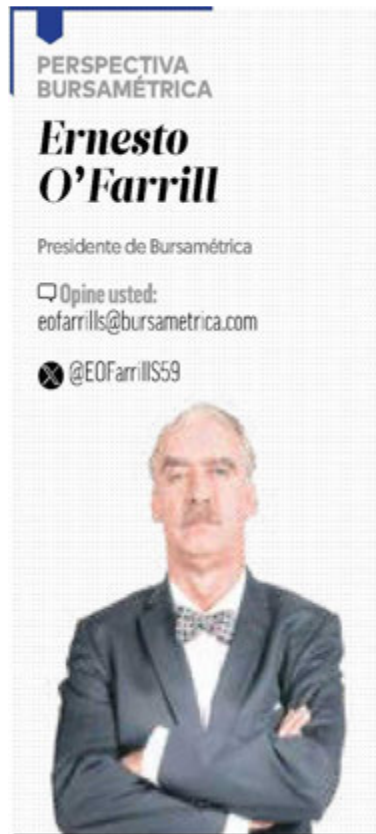 PERSPECTIVA
BURSAMÉTRICA
Ernesto
O’Farrill
Presidente de Bursamétrica
Opine usted:
eofarrills@bursametrica.com
@EOFarrillS59